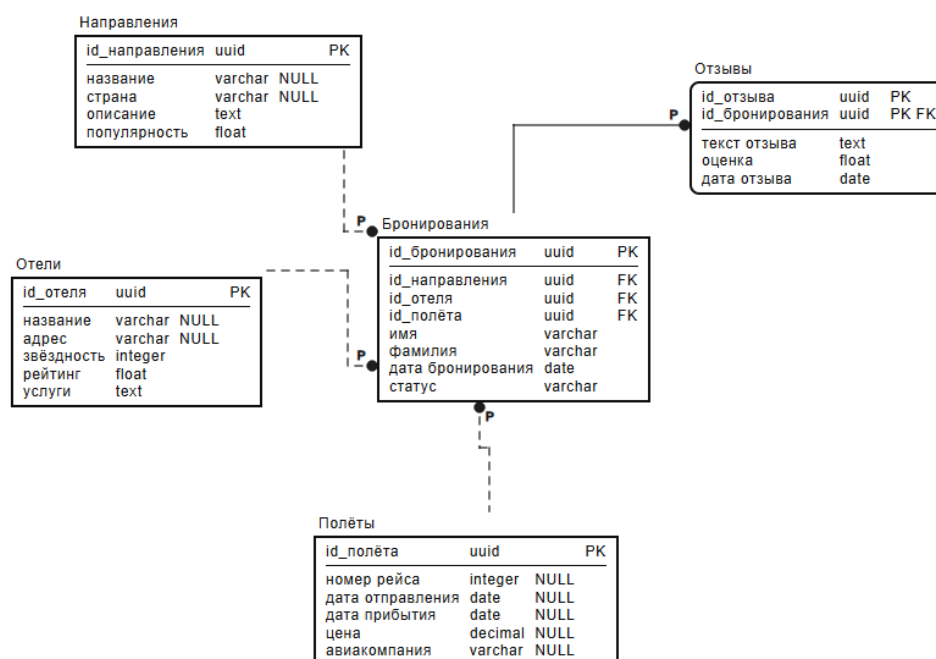 Направления
id_направления uuid PK
название varchar NULL
страна varchar NULL
описание text
популярность float
Отзывы
id_отзыва uuid PK
id_бронирования uuid PK FK
текст отзыва text
оценка float
дата отзыва date
P
P
Бронирования
id_бронирования uuid PK
id_направления uuid FK
id_отеля uuid FK
id_полёта uuid FK
имя varchar
фамилия varchar
дата бронирования date
статус varchar
Отели
id_отеля uuid PK
название varchar NULL
адрес varchar NULL
звёздность integer
рейтинг float
услуги text
P
P
Полёты
id_полёта uuid PK
номер рейса integer NULL
дата отправления date NULL
дата прибытия date NULL
цена decimal NULL
авиакомпания varchar NULL